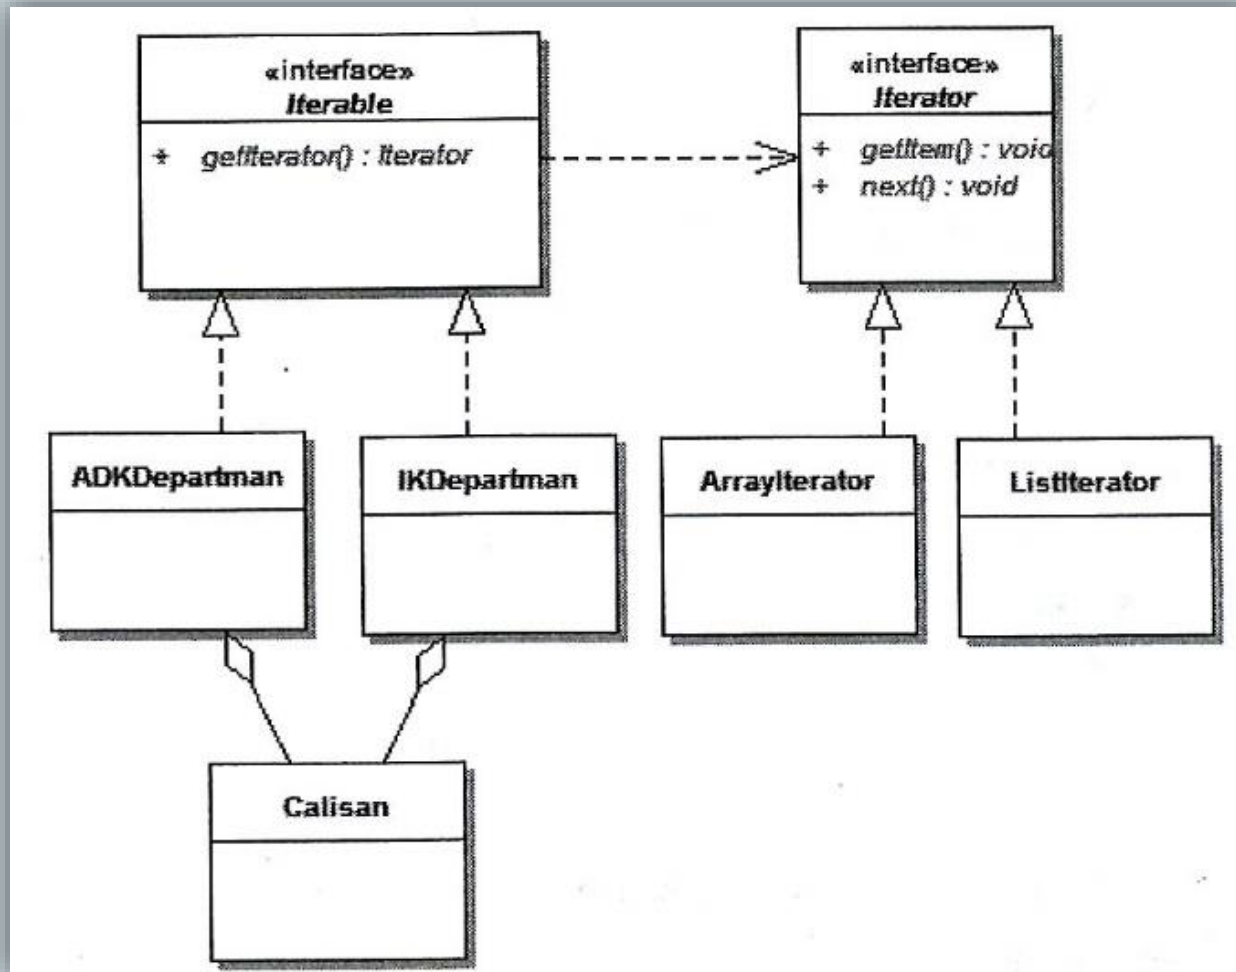 «interface»
Iterable
+ getIterator() : Iterator
«interface»
Iterator
+ getItem() : void
+ next() : void
ADKDepartman
IKDepartman
ArrayIterator
ListIterator
Calisan